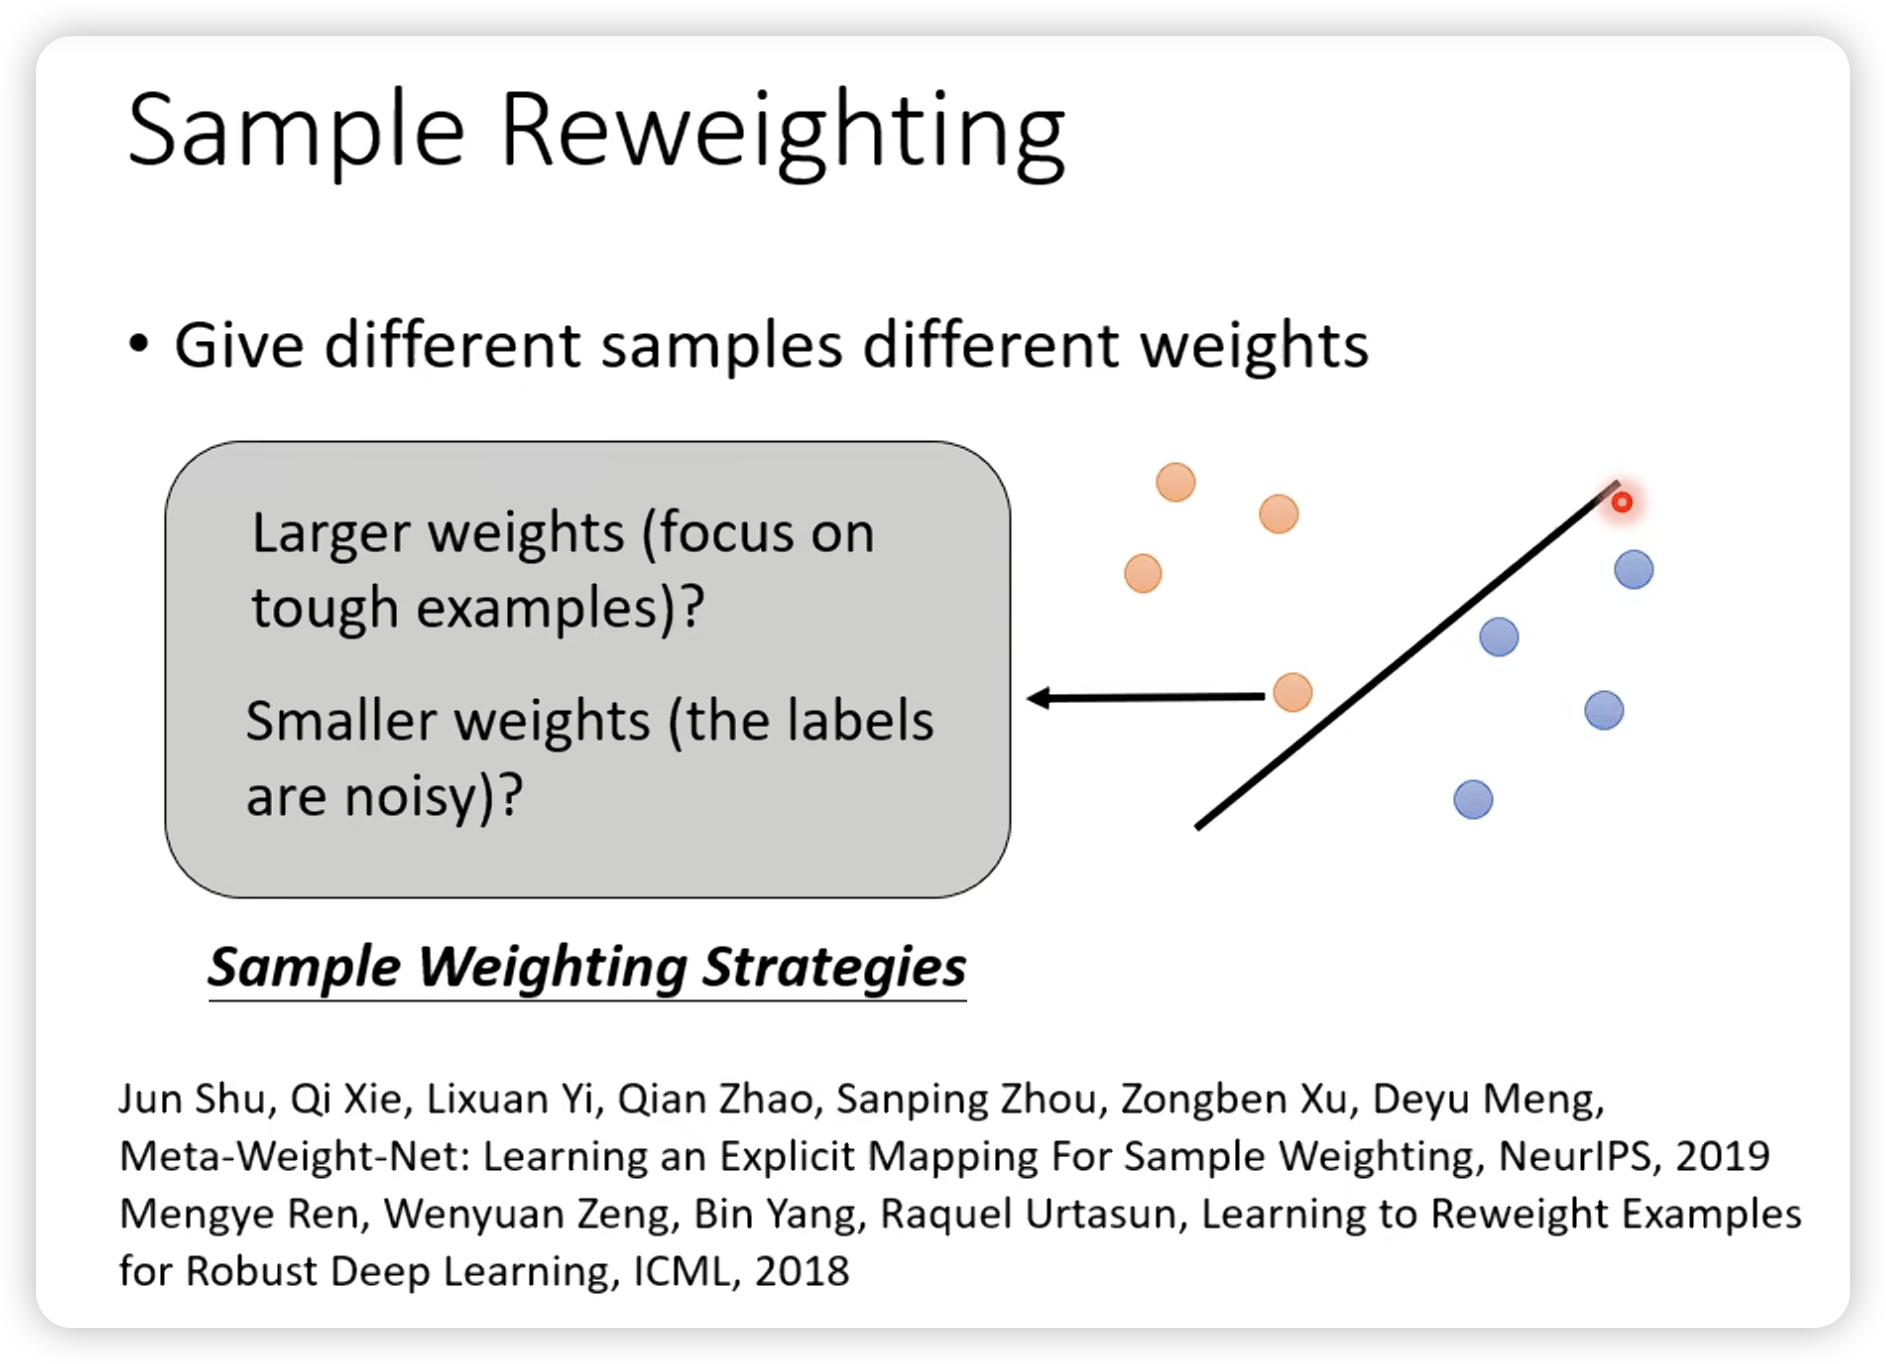 Sample Reweighting
• Give different samples different weights
Larger weights (focus on
tough examples)?
Smaller weights (the labels
are noisy)?
Sample Weighting Strategies
Jun Shu, Qi Xie, Lixuan Yi, Qian Zhao, Sanping Zhou, Zongben Xu, Deyu Meng,
Meta-Weight-Net: Learning an Explicit Mapping For Sample Weighting, NeurIPS, 2019
Mengye Ren, Wenyuan Zeng, Bin Yang, Raquel Urtasun, Learning to Reweight Examples
for Robust Deep Learning, ICML, 2018